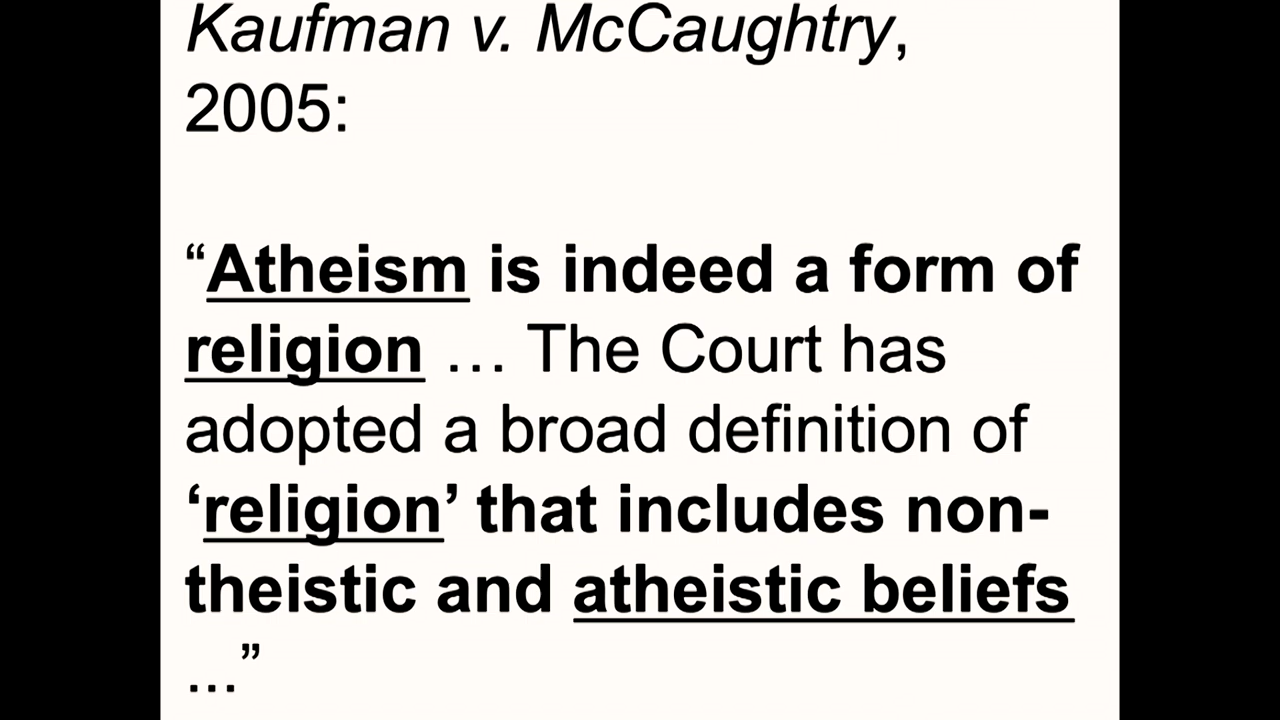 Kaufman v. McCaughtry,
2005:
“Atheism is indeed a form of
religion … The Court has
adopted a broad definition of
‘religion’ that includes non-
theistic and atheistic beliefs
…”